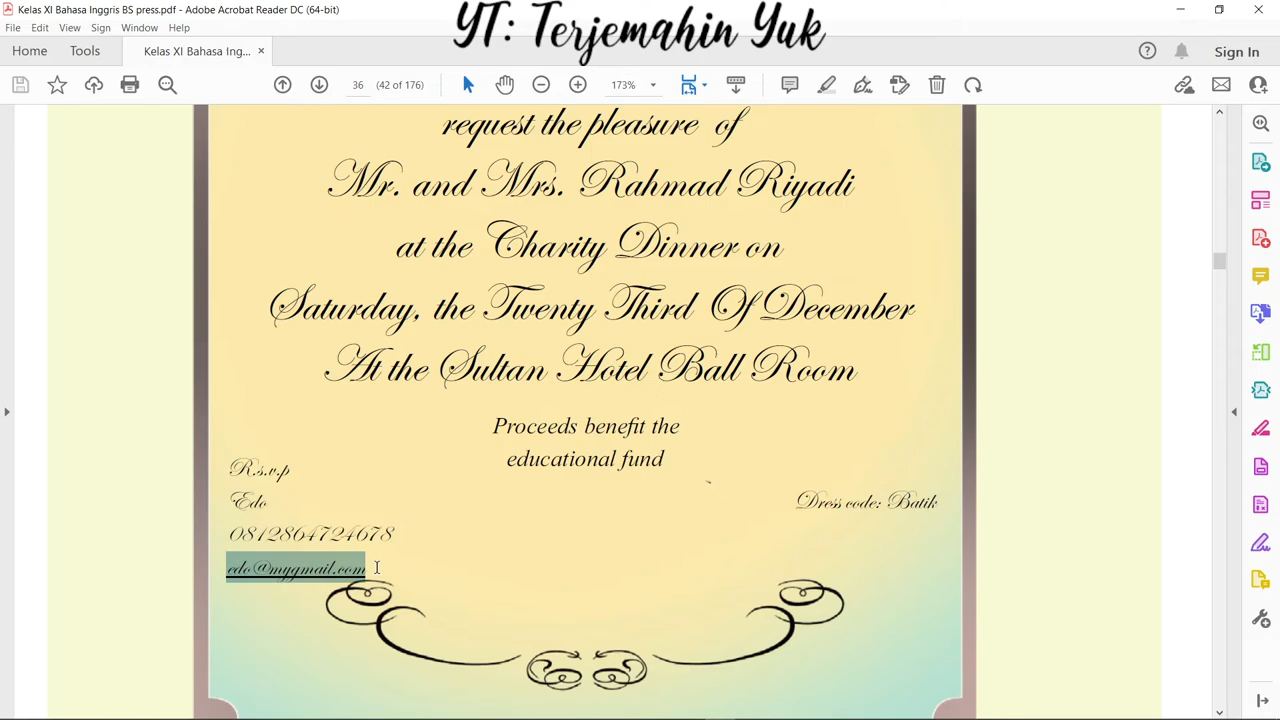 Kelas XI Bahasa Inggris BS press.pdf - Adobe Acrobat Reader DC (64-bit)
YT: Terjemahin Yuk
File Edit View Sign Window Help
Home Tools Kelas XI Bahasa Ing... × Sign In
36 (42 of 176) 173%
request the pleasure of
Mr. and Mrs. Rahmad Riyadi
at the Charity Dinner on
Saturday, the Twenty Third Of December
At the Sultan Hotel Ball Room
Proceeds benefit the
educational fund
R.s.v.p
Edo
Dress code: Batik
0812864724678
edo@mygmail.com